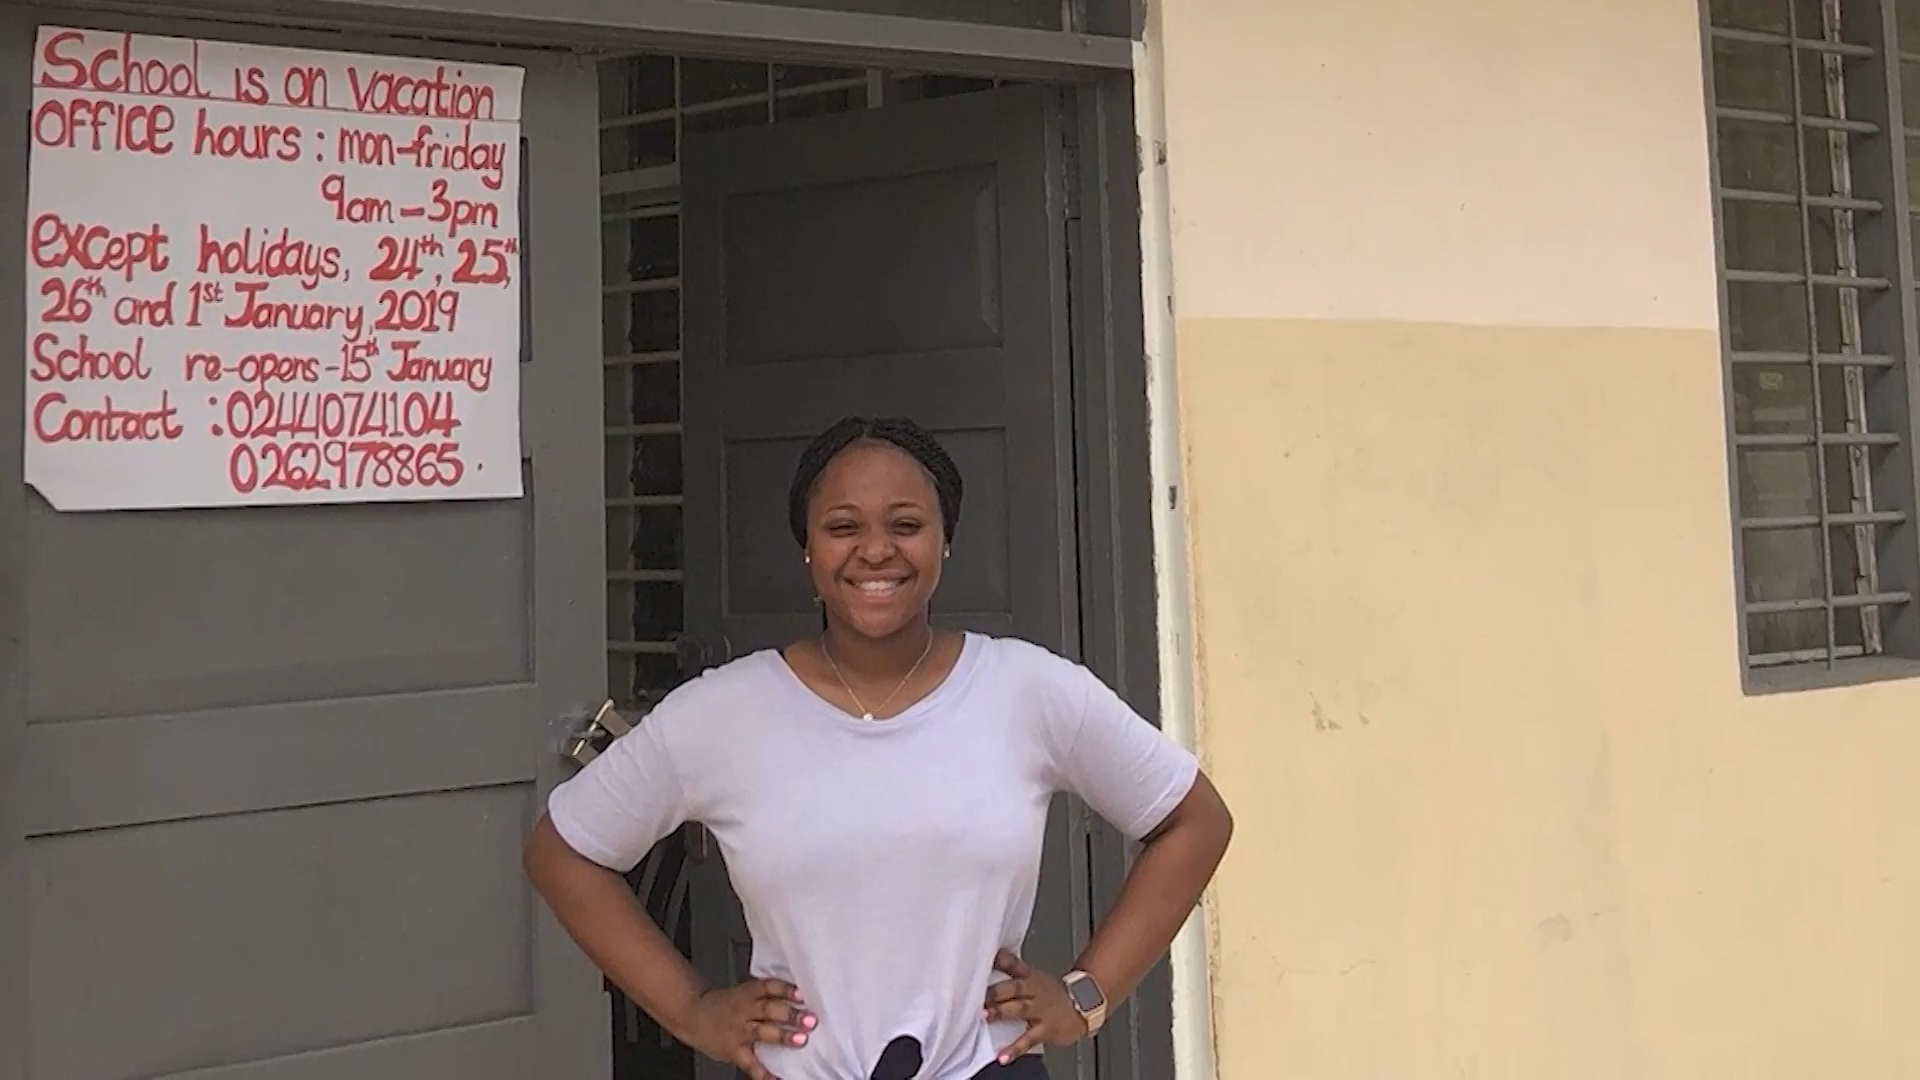 School is on vacation
OFFICE hours : mon-friday
9am-3pm
except holidays, 24th, 25th,
26th and 1st January, 2019
School re-opens-15th January
Contact : 0244074104
0262978865.